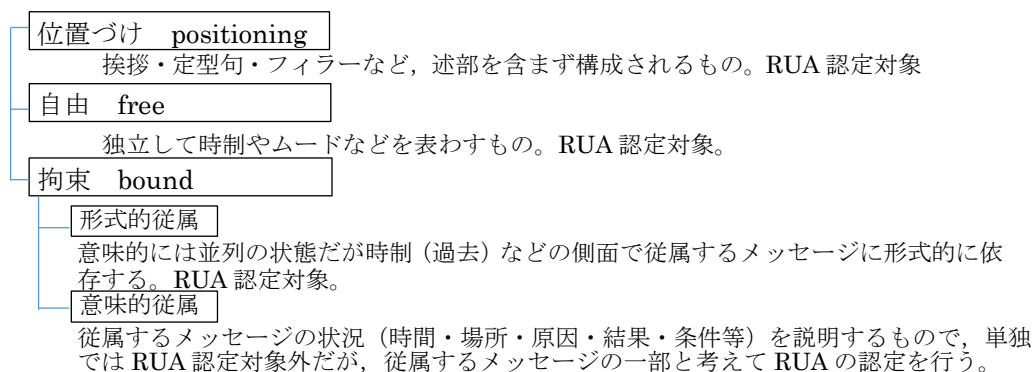 位置づけ positioning
挨拶・定型句・フィラーなど，述部を含まず構成されるもの。RUA 認定対象
自由 free
独立して時制やムードなどを表わすもの。RUA 認定対象。
拘束 bound
形式的従属
意味的には並列の状態だが時制（過去）などの側面で従属するメッセージに形式的に依
存する。RUA 認定対象。
意味的従属
従属するメッセージの状況（時間・場所・原因・結果・条件等）を説明するもので，単独
では RUA 認定対象外だが，従属するメッセージの一部と考えて RUA の認定を行う。